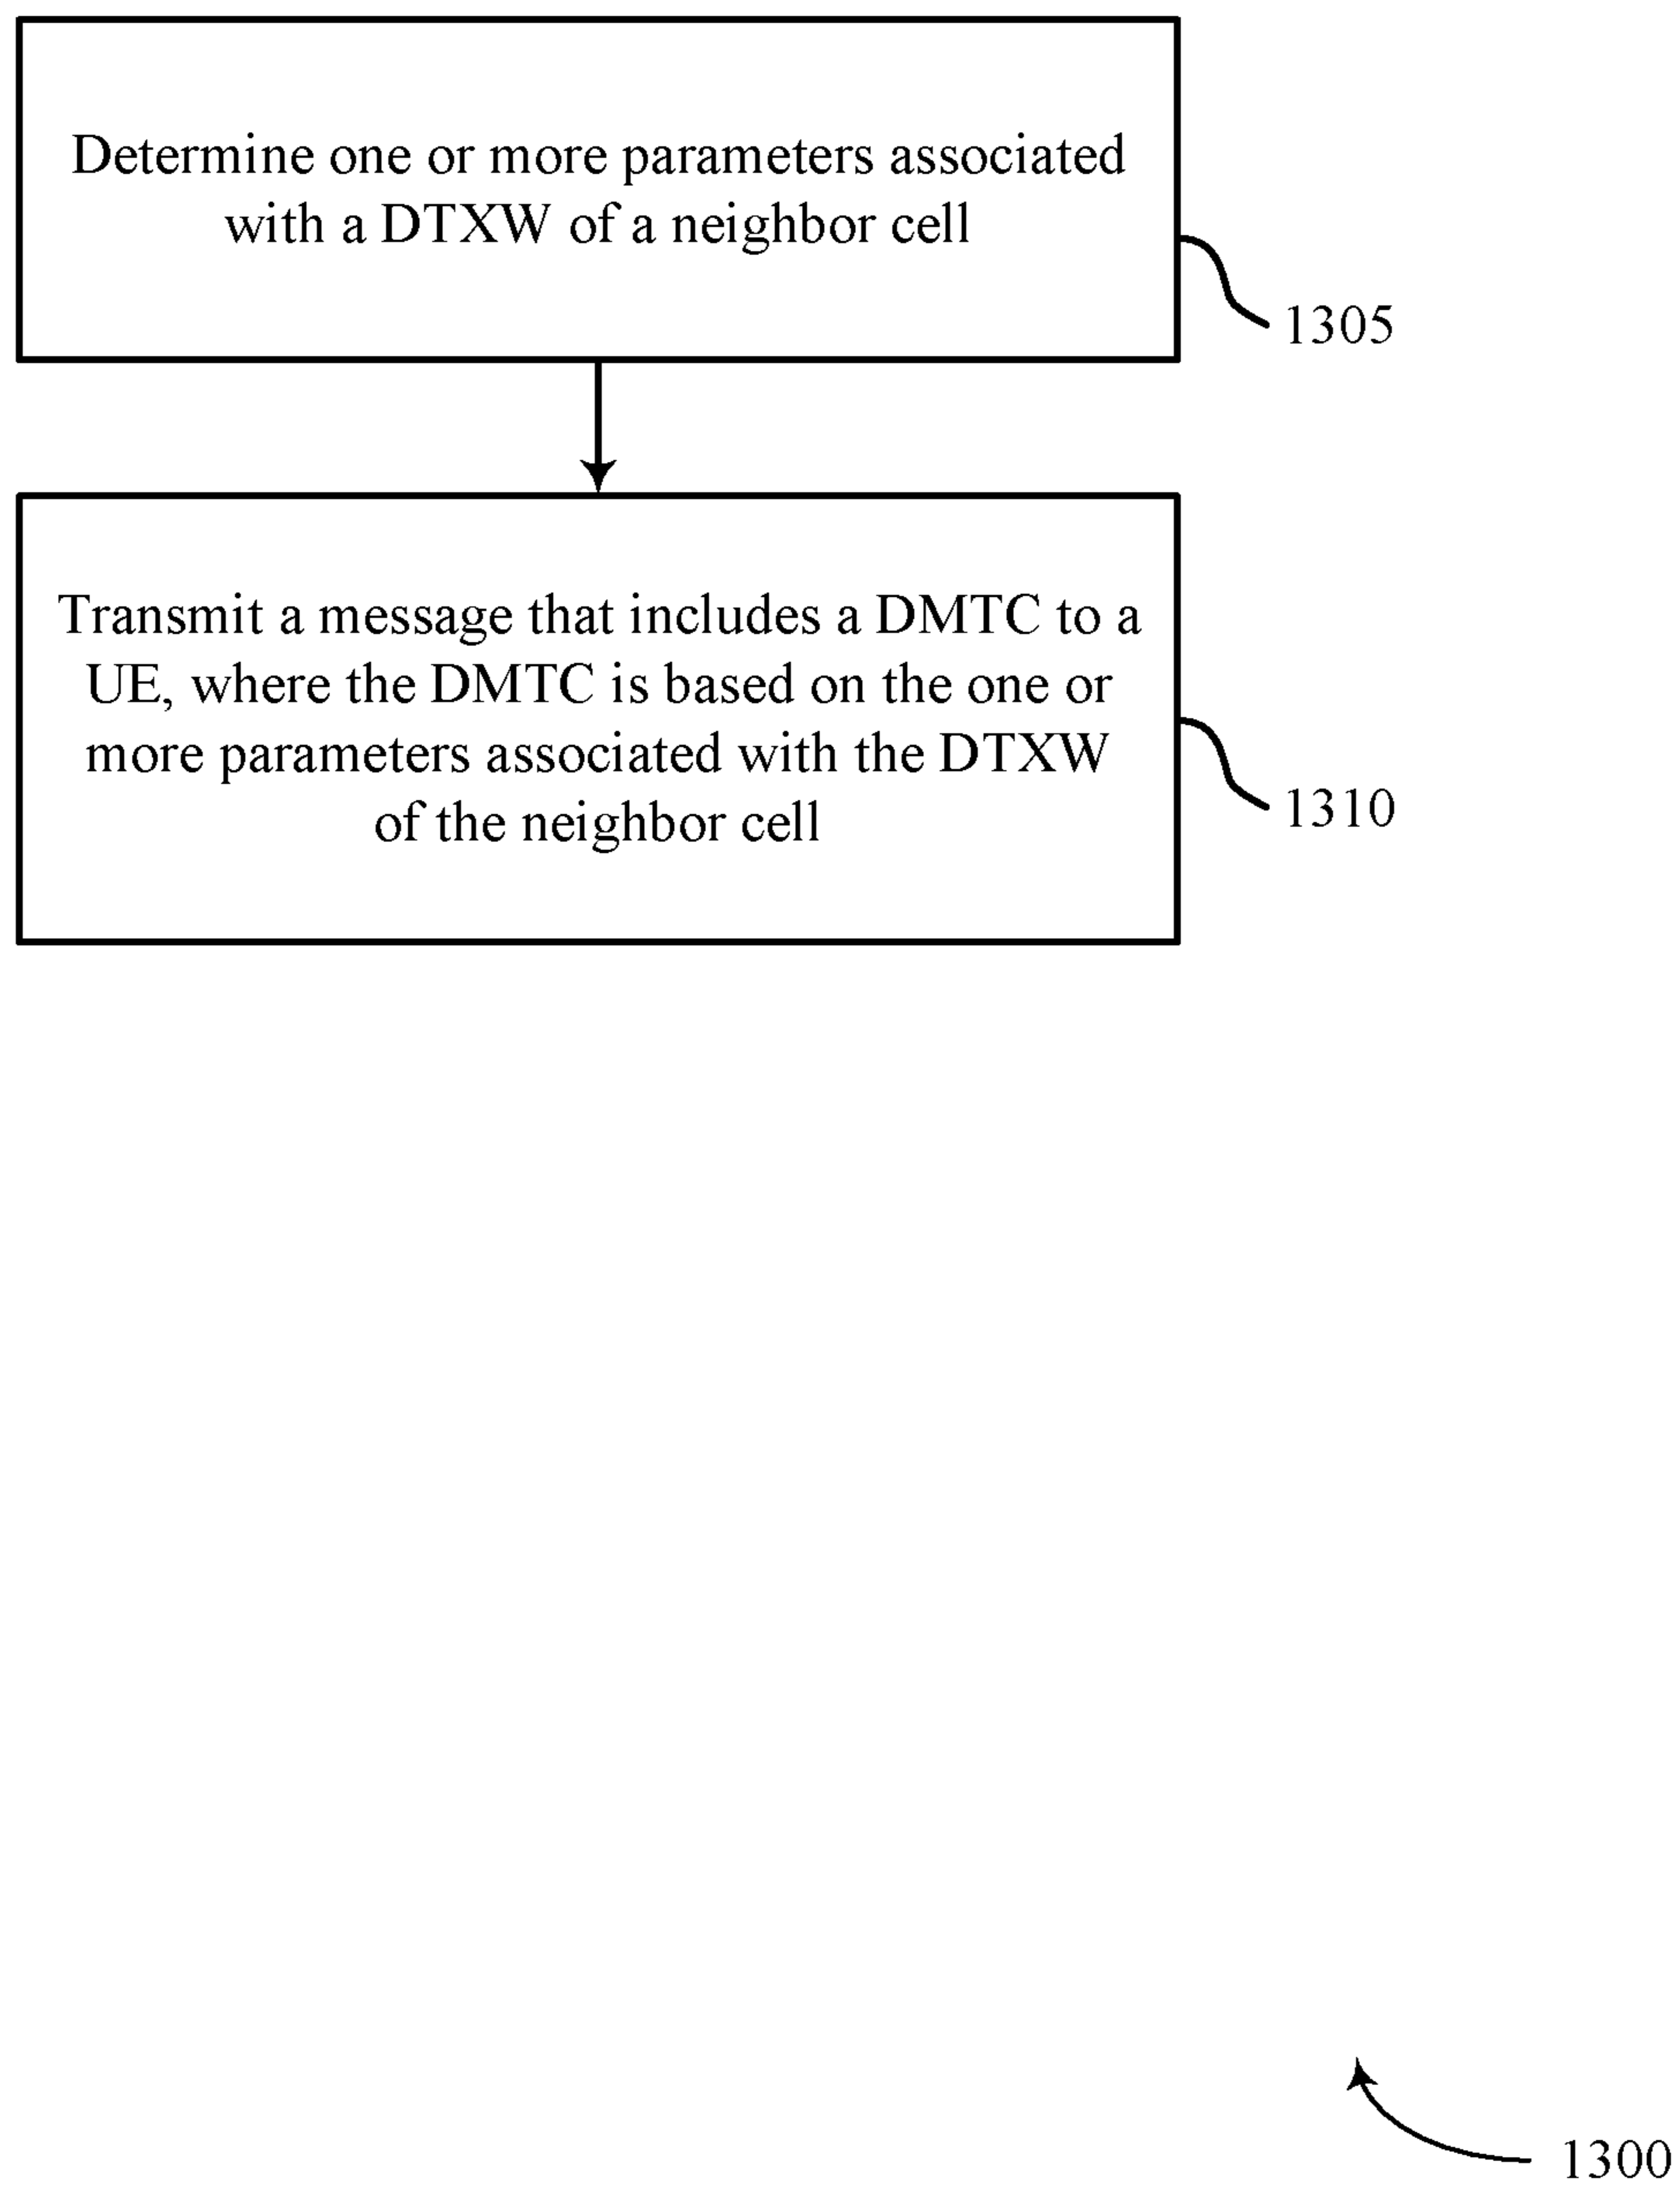 Determine one or more parameters associated
with a DTXW of a neighbor cell
1305
Transmit a message that includes a DMTC to a
UE, where the DMTC is based on the one or
more parameters associated with the DTXW
of the neighbor cell
1310
1300